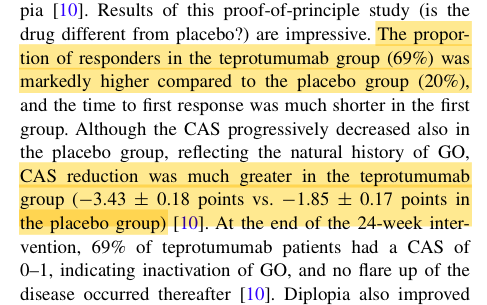 pia [10]. Results of this proof-of-principle study (is the
drug different from placebo?) are impressive. The propor-
tion of responders in the teprotumumab group (69%) was
markedly higher compared to the placebo group (20%),
and the time to first response was much shorter in the first
group. Although the CAS progressively decreased also in
the placebo group, reflecting the natural history of GO,
CAS reduction was much greater in the teprotumumab
group (−3.43 ± 0.18 points vs. −1.85 ± 0.17 points in
the placebo group) [10]. At the end of the 24-week inter-
vention, 69% of teprotumumab patients had a CAS of
0–1, indicating inactivation of GO, and no flare up of the
disease occurred thereafter [10]. Diplopia also improved